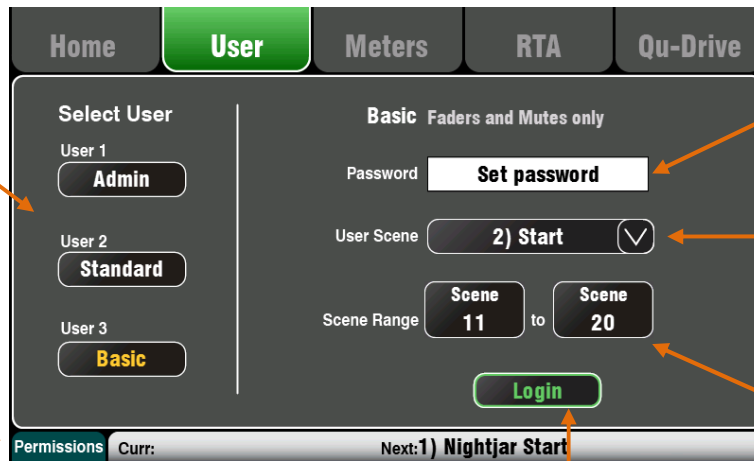 Home User Meters RTA Qu-Drive
Select User
User 1
Admin
User 2
Standard
User 3
Basic
Basic Faders and Mutes only
Password Set password
User Scene 2) Start
Scene Range Scene 11 to Scene 20
Login
Permissions Curr: Next:1) Nightjar Start